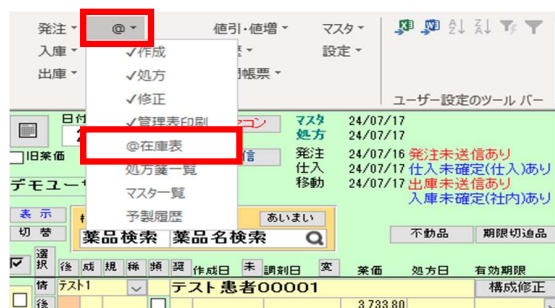 発注 @ 値引・値増 マスタ
入庫 設定
出庫 帳票
ユーザー設定のツール バー
✓作成
✓処方
✓修正
✓管理表印刷
@在庫表
処方箋一覧
マスター覧
予製履歴
日付 コン マスタ 24/07/17
処方 24/07/17
旧薬価 信 発注 24/07/16 発注未送信あり
仕入 24/07/17 仕入未確定(仕入)あり
デモユーザ 移動 24/07/17 出庫未送信あり
入庫未確定(社内)あり
表示 あいまい
切替 薬品検索 薬品名検索 不動品 期限切迫品
選択 後 成 規 稀 頻 奨 作成日 未 調剤日 変 薬価 処方日 有効期限
情 テスト1 テスト患者00001 構成修正
後 3,733.80